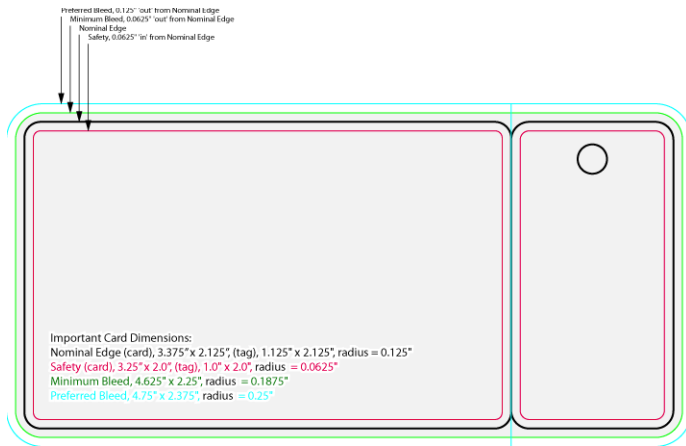 Preferred Bleed, 0.125" 'out' from Nominal Edge
Minimum Bleed, 0.0625" 'out' from Nominal Edge
Nominal Edge
Safety, 0.0625" 'in' from Nominal Edge
Important Card Dimensions:
Nominal Edge (card), 3.375" x 2.125", (tag), 1.125" x 2.125", radius = 0.125"
Safety (card), 3.25" x 2.0", (tag), 1.0" x 2.0", radius = 0.0625"
Minimum Bleed, 4.625" x 2.25", radius = 0.1875"
Preferred Bleed, 4.75" x 2.375", radius = 0.25"